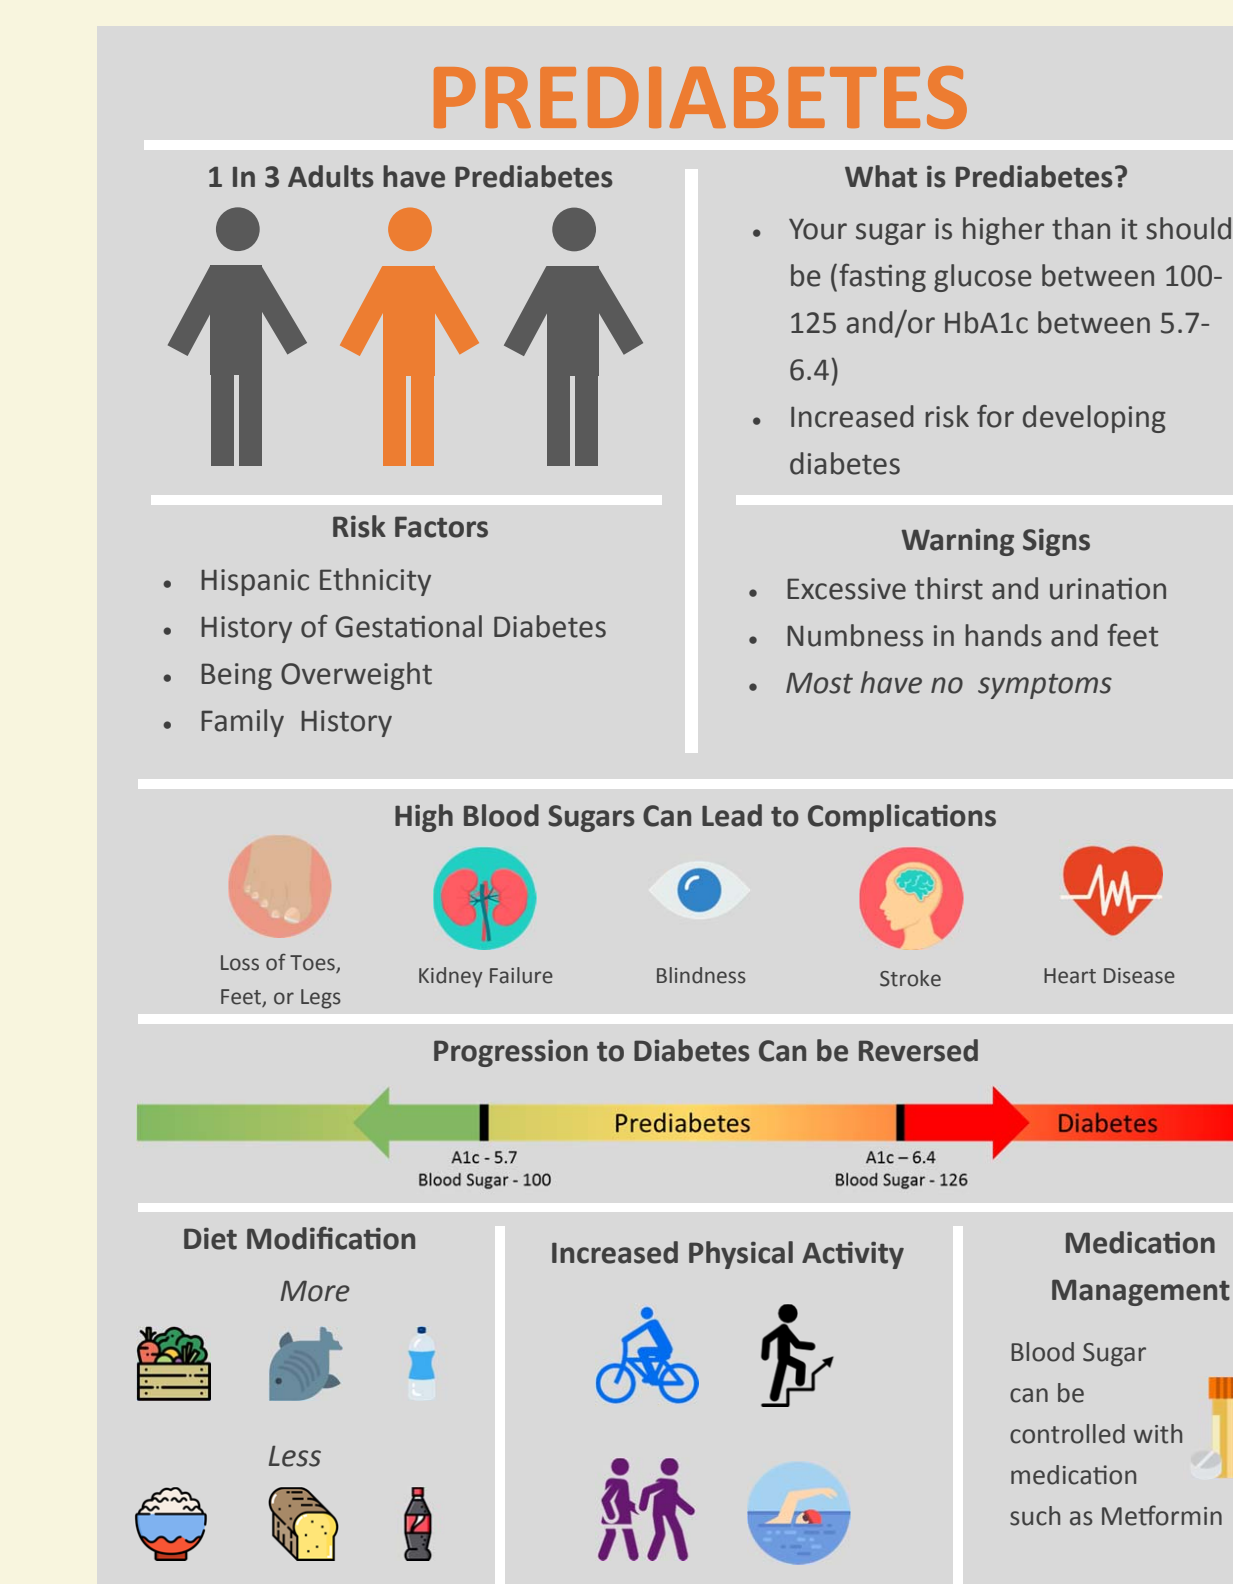 PREDIABETES
1 In 3 Adults have Prediabetes
What is Prediabetes?
• Your sugar is higher than it should
be (fasting glucose between 100-
125 and/or HbA1c between 5.7-
6.4)
• Increased risk for developing
diabetes
Risk Factors
• Hispanic Ethnicity
• History of Gestational Diabetes
• Being Overweight
• Family History
Warning Signs
• Excessive thirst and urination
• Numbness in hands and feet
• Most have no symptoms
High Blood Sugars Can Lead to Complications
Loss of Toes,
Feet, or Legs
Kidney Failure
Blindness
Stroke
Heart Disease
Progression to Diabetes Can be Reversed
Prediabetes
Diabetes
A1c - 5.7
Blood Sugar - 100
A1c – 6.4
Blood Sugar - 126
Diet Modification
More
Less
Increased Physical Activity
Medication
Management
Blood Sugar
can be
controlled with
medication
such as Metformin